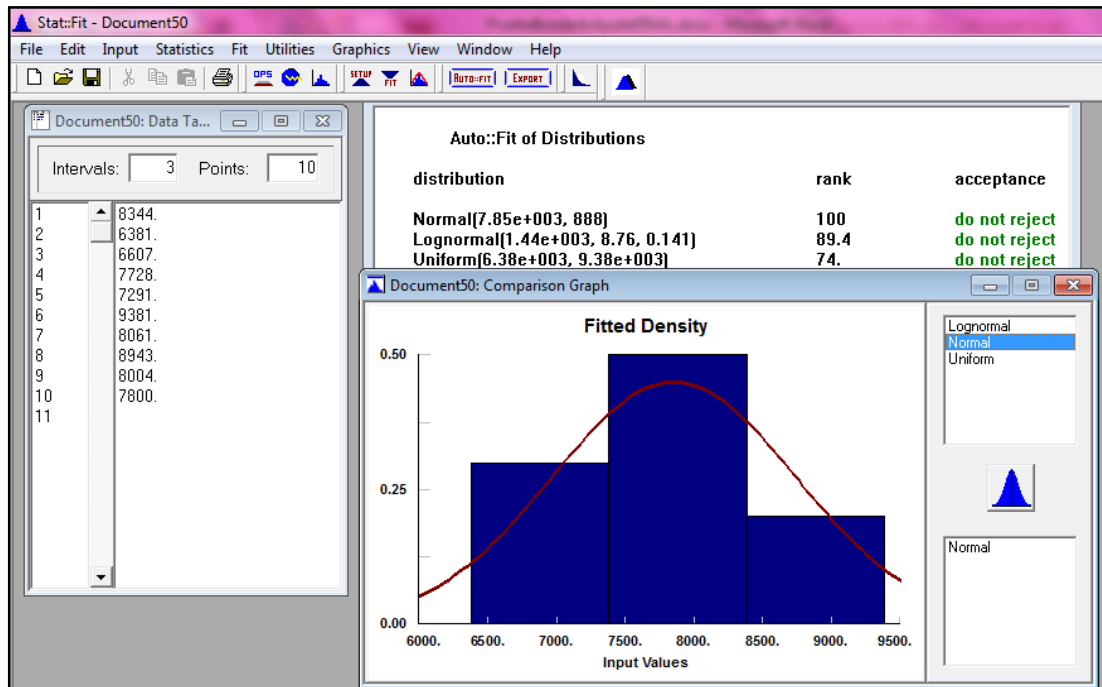 Stat::Fit - Document50
File Edit Input Statistics Fit Utilities Graphics View Window Help
OPS SETUP FIT AUTO::FIT EXPORT
Document50: Data Ta...
Intervals: 3 Points: 10
1 8344.
2 6381.
3 6607.
4 7728.
5 7291.
6 9381.
7 8061.
8 8943.
9 8004.
10 7800.
11
Auto::Fit of Distributions
distribution rank acceptance
Normal(7.85e+003, 888) 100 do not reject
Lognormal(1.44e+003, 8.76, 0.141) 89.4 do not reject
Uniform(6.38e+003, 9.38e+003) 74. do not reject
Document50: Comparison Graph
Fitted Density
0.50
0.25
0.00
6000. 6500. 7000. 7500. 8000. 8500. 9000. 9500.
Input Values
Lognormal
Normal
Uniform
Normal